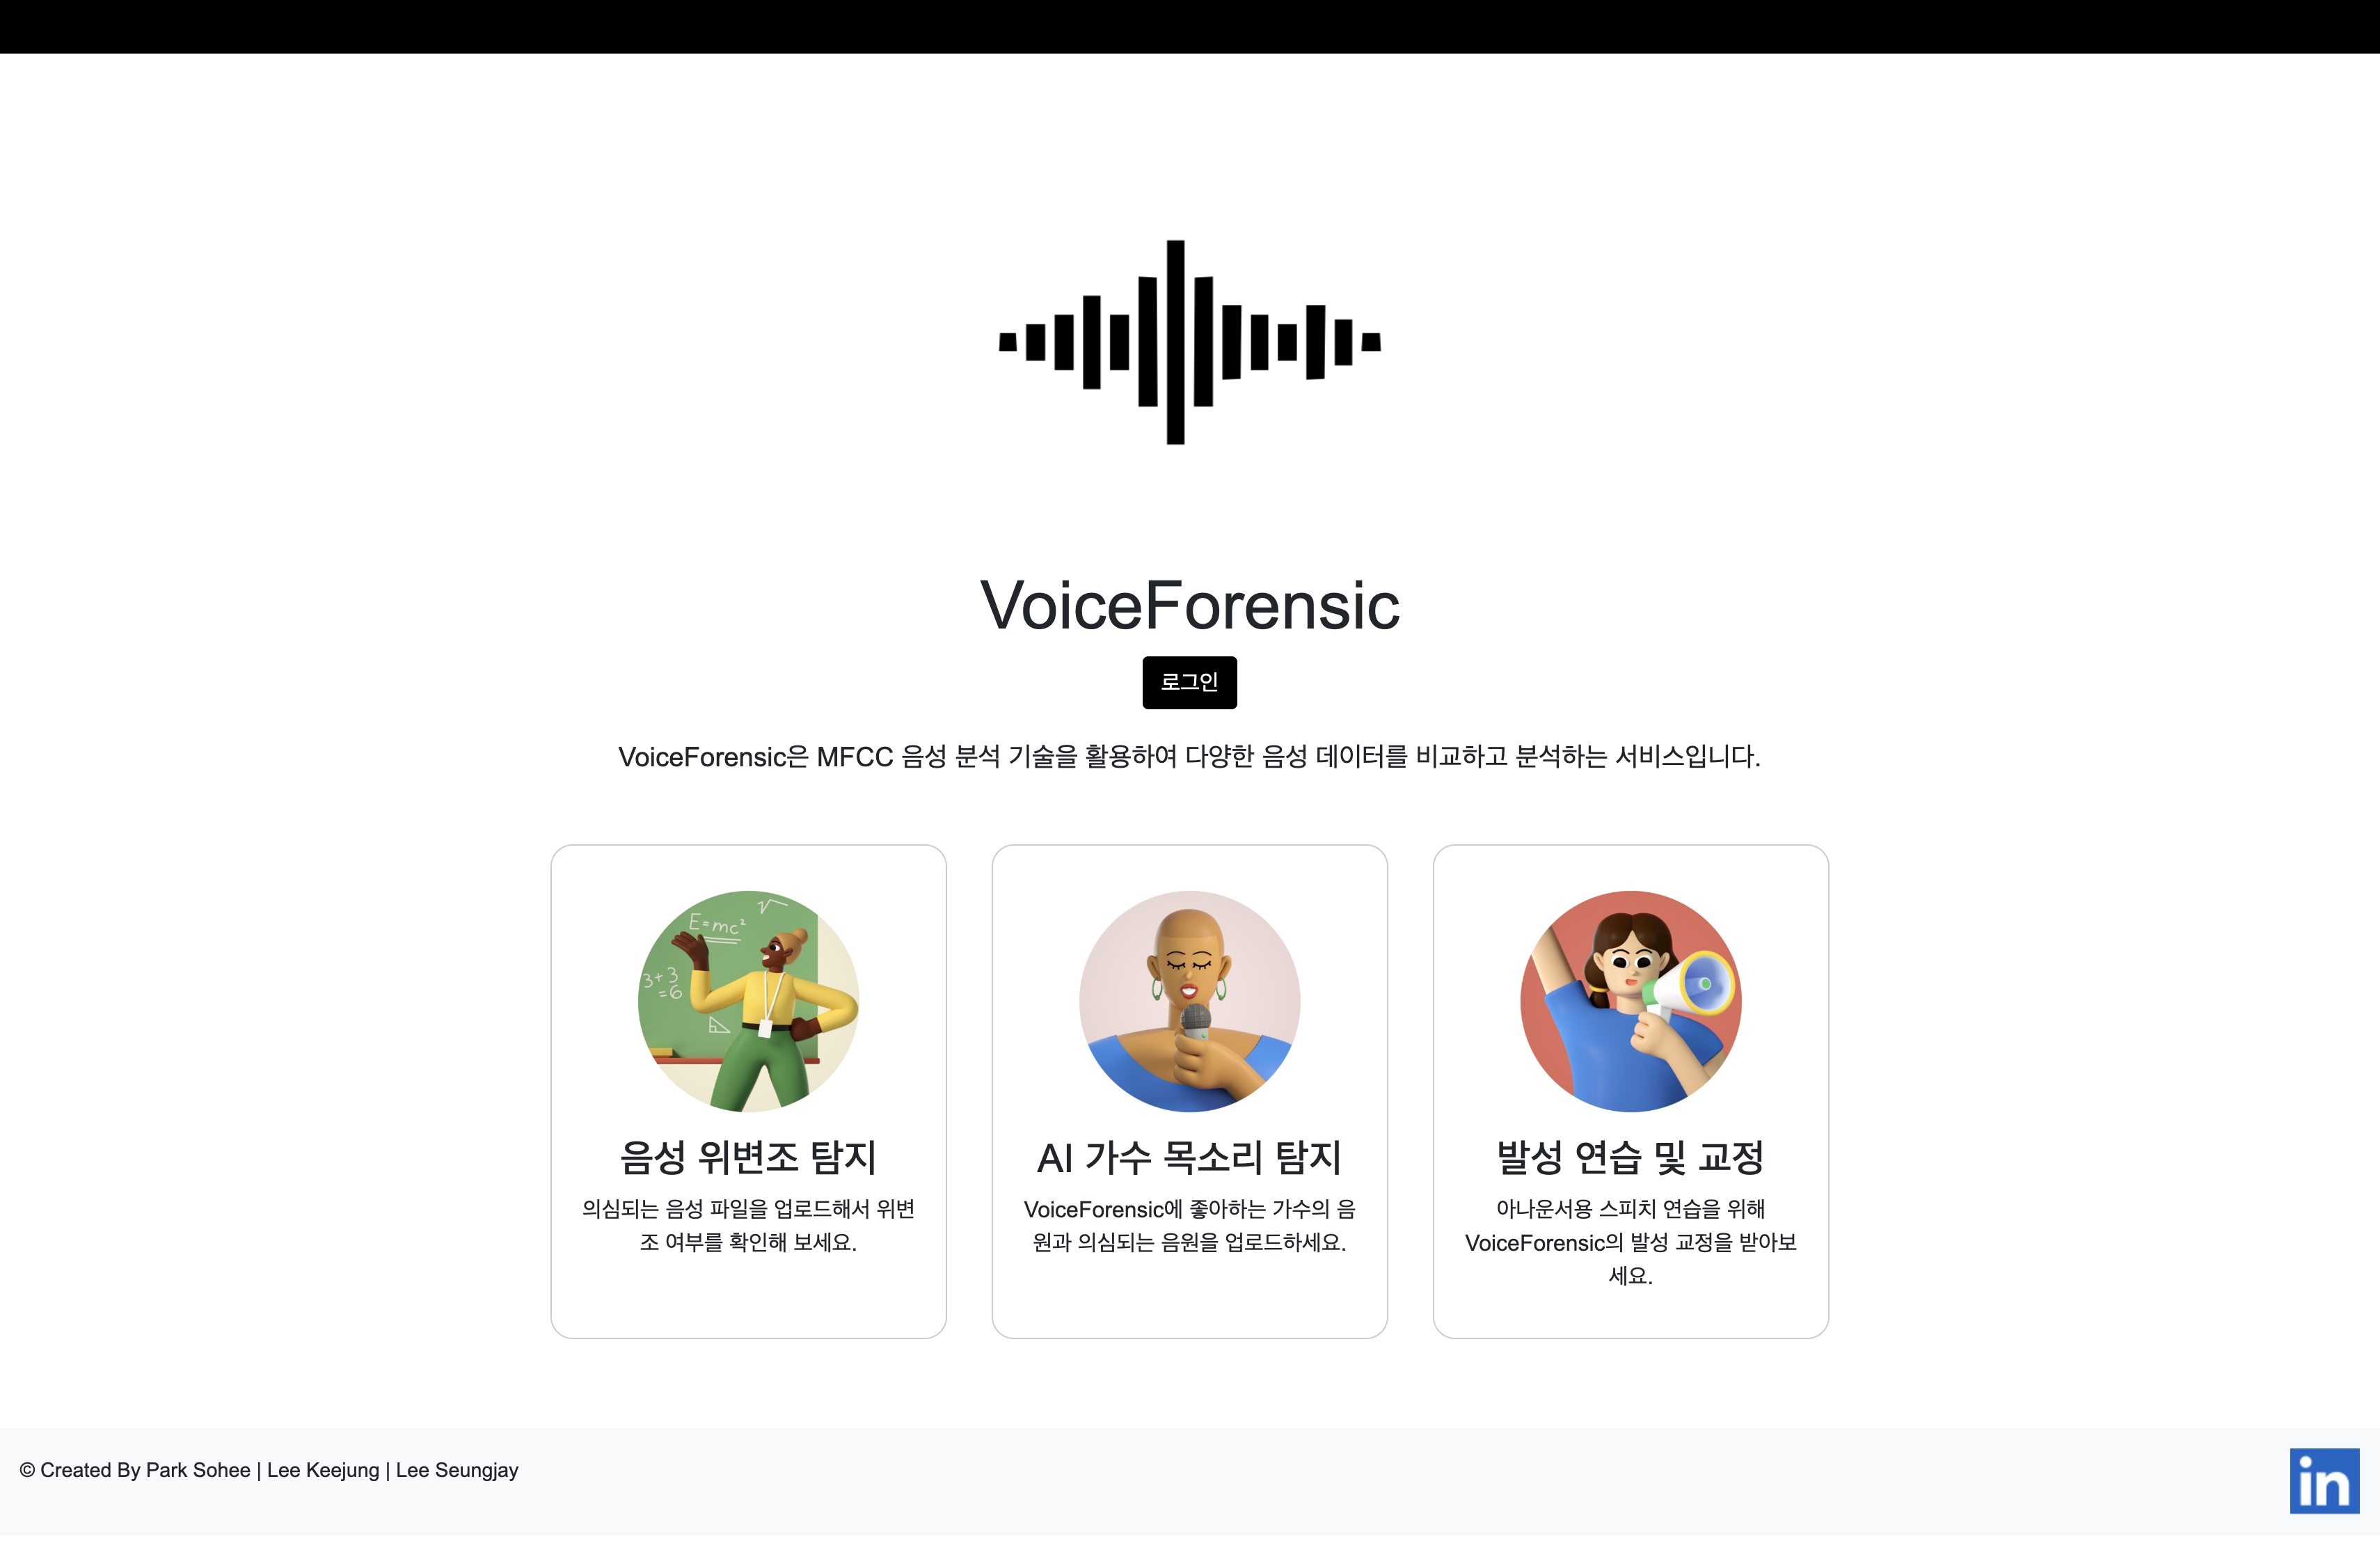 VoiceForensic
로그인
VoiceForensic은 MFCC 음성 분석 기술을 활용하여 다양한 음성 데이터를 비교하고 분석하는 서비스입니다.
E=mc²
√
3+3
=6
음성 위변조 탐지
의심되는 음성 파일을 업로드해서 위변
조 여부를 확인해 보세요.
AI 가수 목소리 탐지
VoiceForensic에 좋아하는 가수의 음
원과 의심되는 음원을 업로드하세요.
발성 연습 및 교정
아나운서용 스피치 연습을 위해
VoiceForensic의 발성 교정을 받아보
세요.
© Created By Park Sohee | Lee Keejung | Lee Seungjay
in